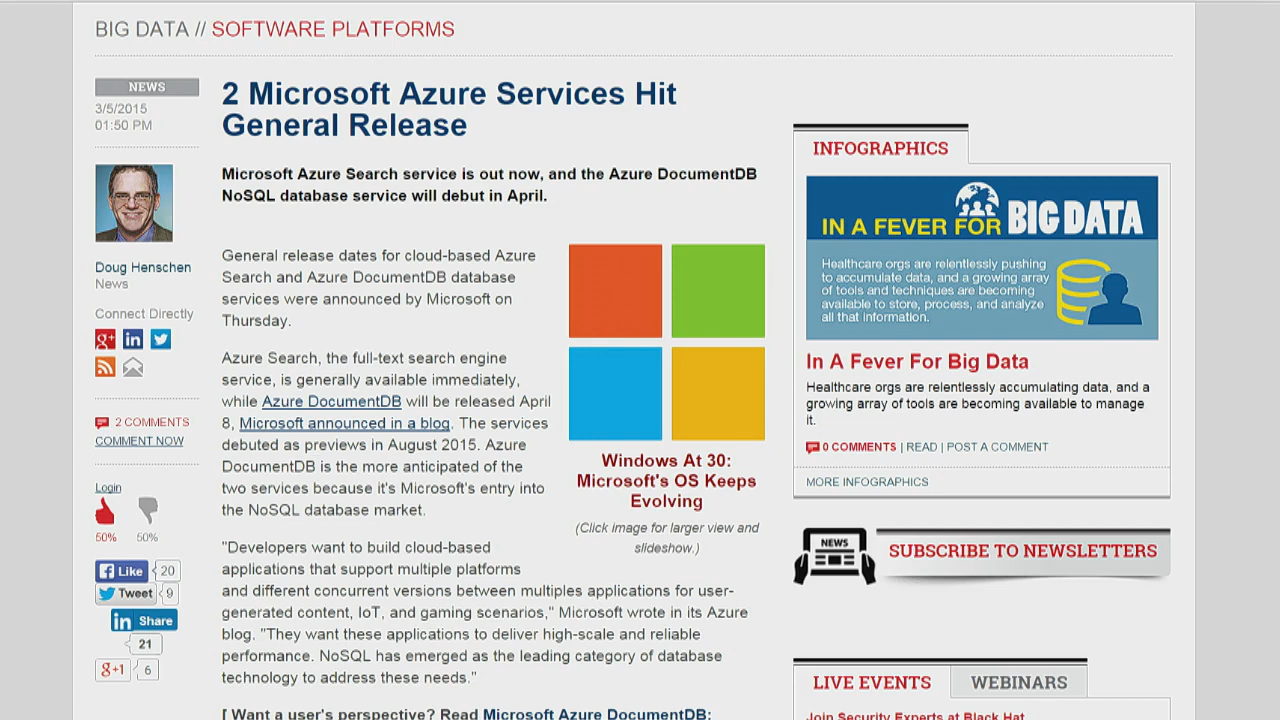 BIG DATA // SOFTWARE PLATFORMS
NEWS
3/5/2015
01:50 PM
Doug Henschen
News
Connect Directly
g+
in
2 COMMENTS
COMMENT NOW
Login
50%
50%
Like
20
Tweet
9
in Share
21
g+1
6
2 Microsoft Azure Services Hit
General Release
Microsoft Azure Search service is out now, and the Azure DocumentDB
NoSQL database service will debut in April.
General release dates for cloud-based Azure
Search and Azure DocumentDB database
services were announced by Microsoft on
Thursday.
Azure Search, the full-text search engine
service, is generally available immediately,
while Azure DocumentDB will be released April
8, Microsoft announced in a blog. The services
debuted as previews in August 2015. Azure
DocumentDB is the more anticipated of the
two services because it's Microsoft's entry into
the NoSQL database market.
Windows At 30:
Microsoft's OS Keeps
Evolving
(Click image for larger view and
slideshow.)
"Developers want to build cloud-based
applications that support multiple platforms
and different concurrent versions between multiples applications for user-
generated content, IoT, and gaming scenarios," Microsoft wrote in its Azure
blog. "They want these applications to deliver high-scale and reliable
performance. NoSQL has emerged as the leading category of database
technology to address these needs."
[ Want a user's perspective? Read Microsoft Azure DocumentDB:
INFOGRAPHICS
IN A FEVER FOR BIG DATA
Healthcare orgs are relentlessly pushing
to accumulate data, and a growing array
of tools and techniques are becoming
available to store, process, and analyze
all that information.
In A Fever For Big Data
Healthcare orgs are relentlessly accumulating data, and a
growing array of tools are becoming available to manage
it.
0 COMMENTS | READ | POST A COMMENT
MORE INFOGRAPHICS
NEWS
SUBSCRIBE TO NEWSLETTERS
LIVE EVENTS
WEBINARS
Join Security Experts at Black Hat